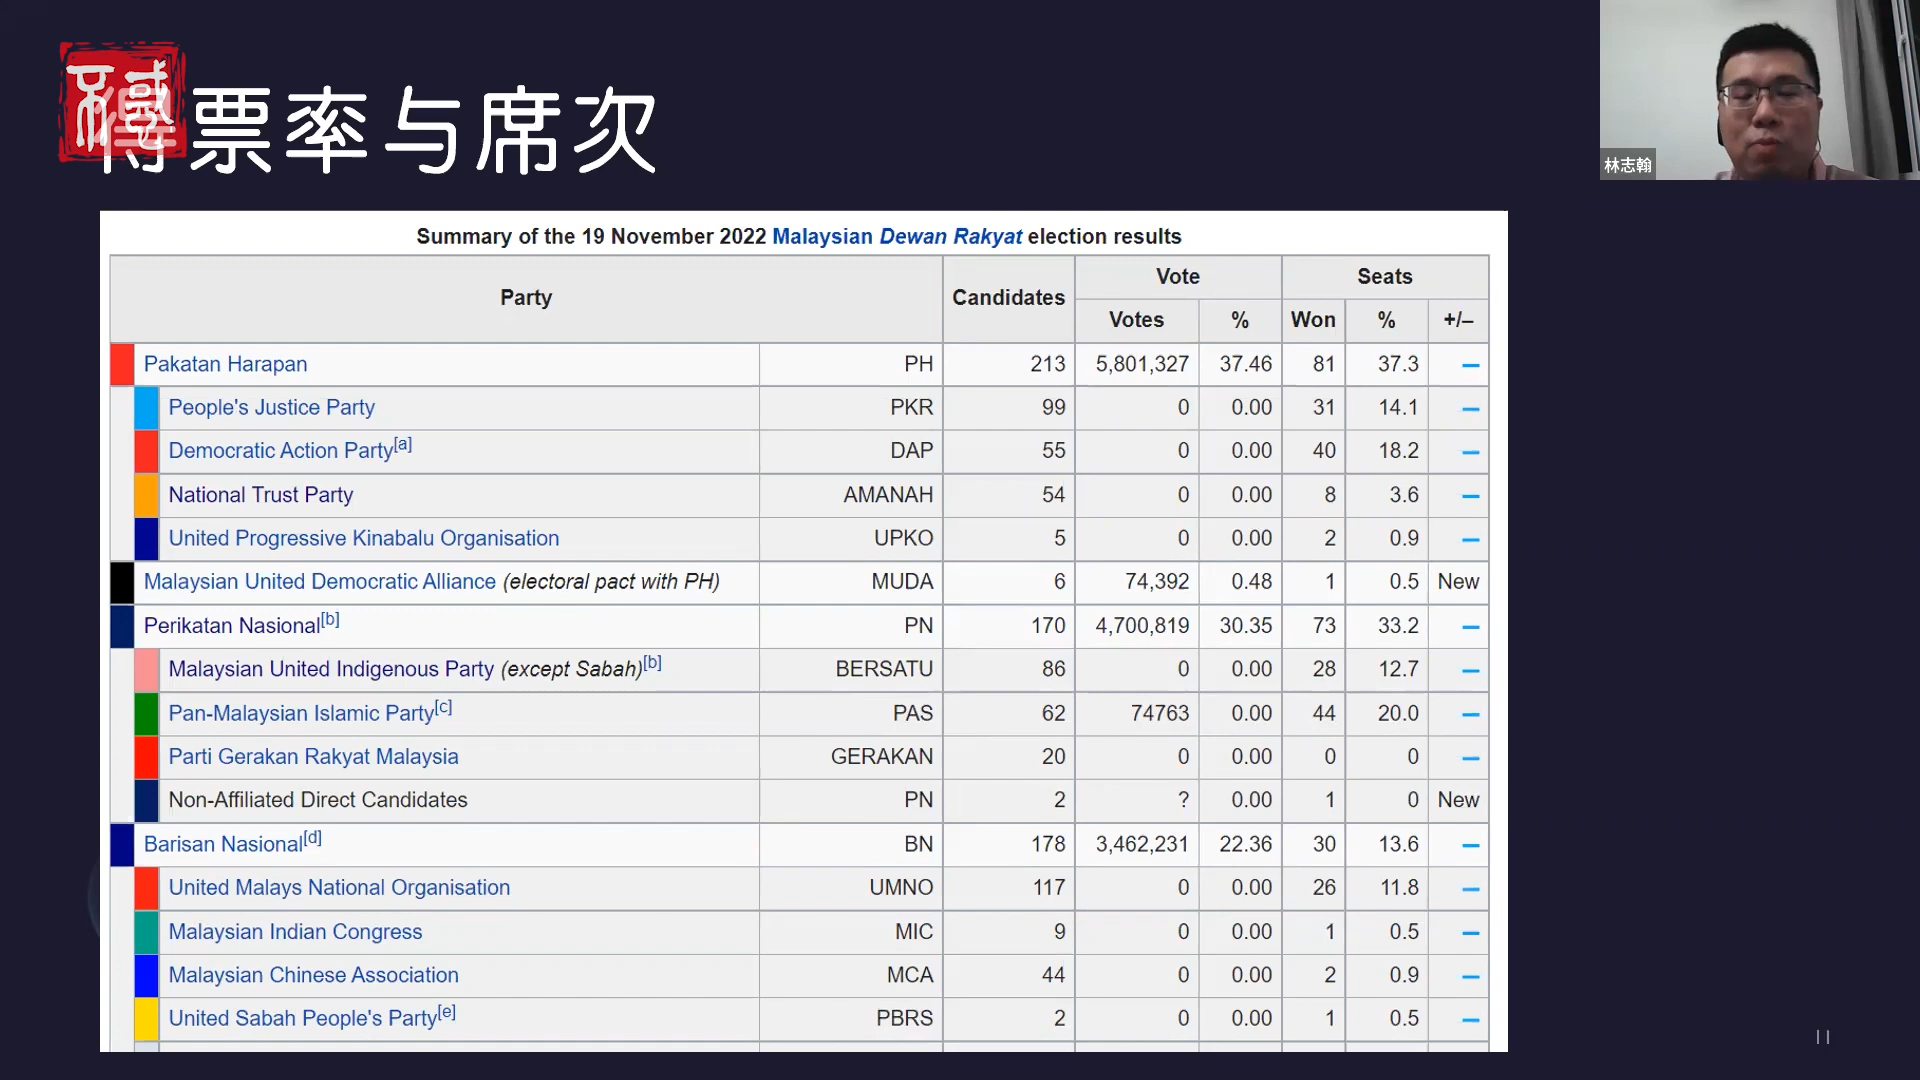 得票率与席次
林志翰
Summary of the 19 November 2022 Malaysian Dewan Rakyat election results
Party Candidates Vote Seats
Votes % Won % +/–
Pakatan Harapan PH 213 5,801,327 37.46 81 37.3 –
People's Justice Party PKR 99 0 0.00 31 14.1 –
Democratic Action Party[a] DAP 55 0 0.00 40 18.2 –
National Trust Party AMANAH 54 0 0.00 8 3.6 –
United Progressive Kinabalu Organisation UPKO 5 0 0.00 2 0.9 –
Malaysian United Democratic Alliance (electoral pact with PH) MUDA 6 74,392 0.48 1 0.5 New
Perikatan Nasional[b] PN 170 4,700,819 30.35 73 33.2 –
Malaysian United Indigenous Party (except Sabah)[b] BERSATU 86 0 0.00 28 12.7 –
Pan-Malaysian Islamic Party[c] PAS 62 74763 0.00 44 20.0 –
Parti Gerakan Rakyat Malaysia GERAKAN 20 0 0.00 0 0 –
Non-Affiliated Direct Candidates PN 2 ? 0.00 1 0 New
Barisan Nasional[d] BN 178 3,462,231 22.36 30 13.6 –
United Malays National Organisation UMNO 117 0 0.00 26 11.8 –
Malaysian Indian Congress MIC 9 0 0.00 1 0.5 –
Malaysian Chinese Association MCA 44 0 0.00 2 0.9 –
United Sabah People's Party[e] PBRS 2 0 0.00 1 0.5 –
11